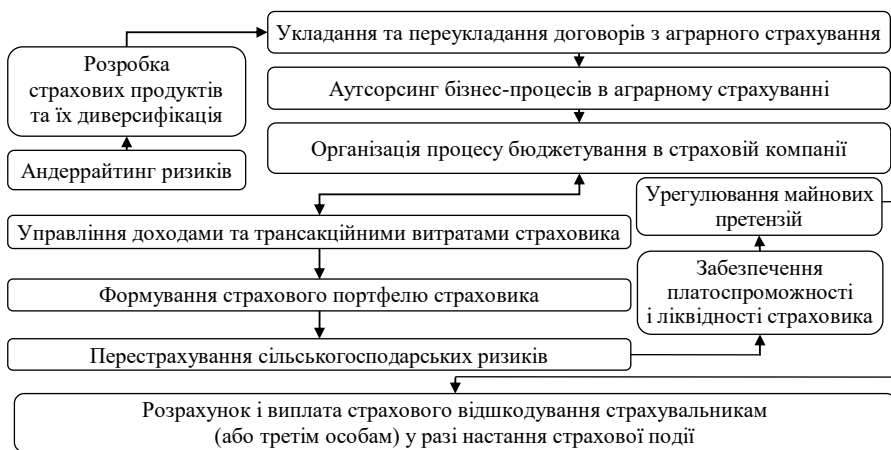 Укладання та переукладання договорів з аграрного страхування
Розробка
страхових продуктів
та їх диверсифікація
Аутсорсинг бізнес-процесів в аграрному страхуванні
Організація процесу бюджетування в страховій компанії
Андеррайтинг ризиків
Урегулювання майнових
претензій
Управління доходами та трансакційними витратами страховика
Забезпечення
платоспроможності
і ліквідності страховика
Формування страхового портфелю страховика
Перестрахування сільськогосподарських ризиків
Розрахунок і виплата страхового відшкодування страхувальникам
(або третім особам) у разі настання страхової події